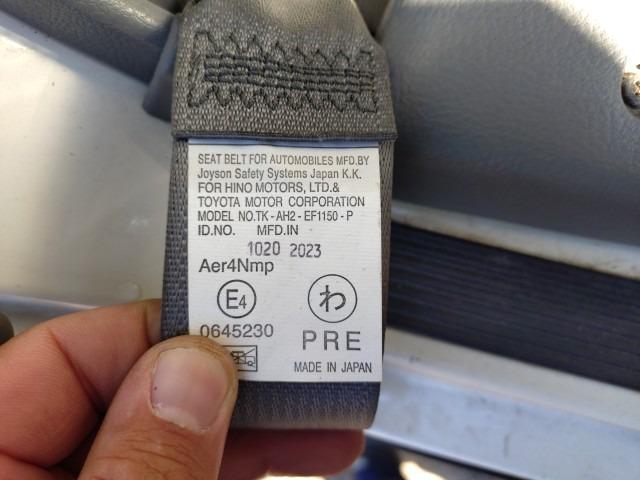 SEAT BELT FOR AUTOMOBILES MFD.BY
Joyson Safety Systems Japan K.K.
FOR HINO MOTORS, LTD.&
TOYOTA MOTOR CORPORATION
MODEL NO.TK-AH2-EF1150-P
ID.NO. MFD.IN
1020 2023
Aer4Nmp
E4 わ
0645230 PRE
MADE IN JAPAN